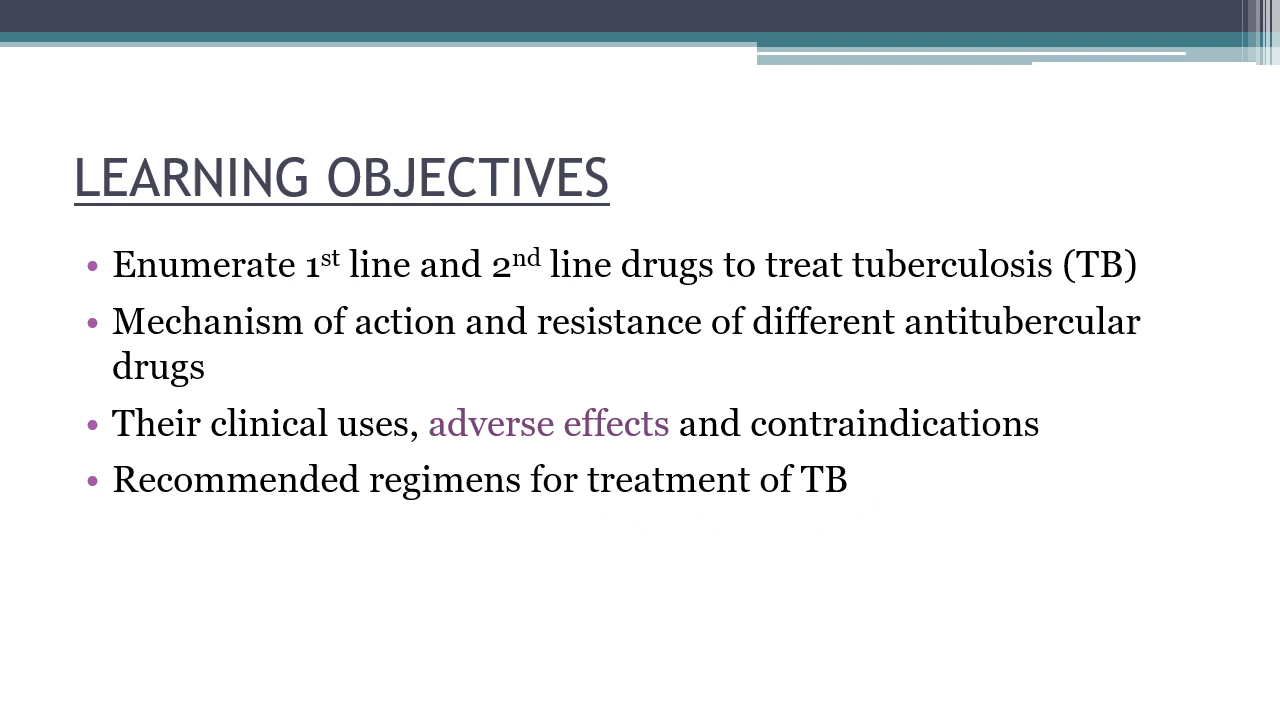 LEARNING OBJECTIVES
• Enumerate 1st line and 2nd line drugs to treat tuberculosis (TB)
• Mechanism of action and resistance of different antitubercular
drugs
• Their clinical uses, adverse effects and contraindications
• Recommended regimens for treatment of TB